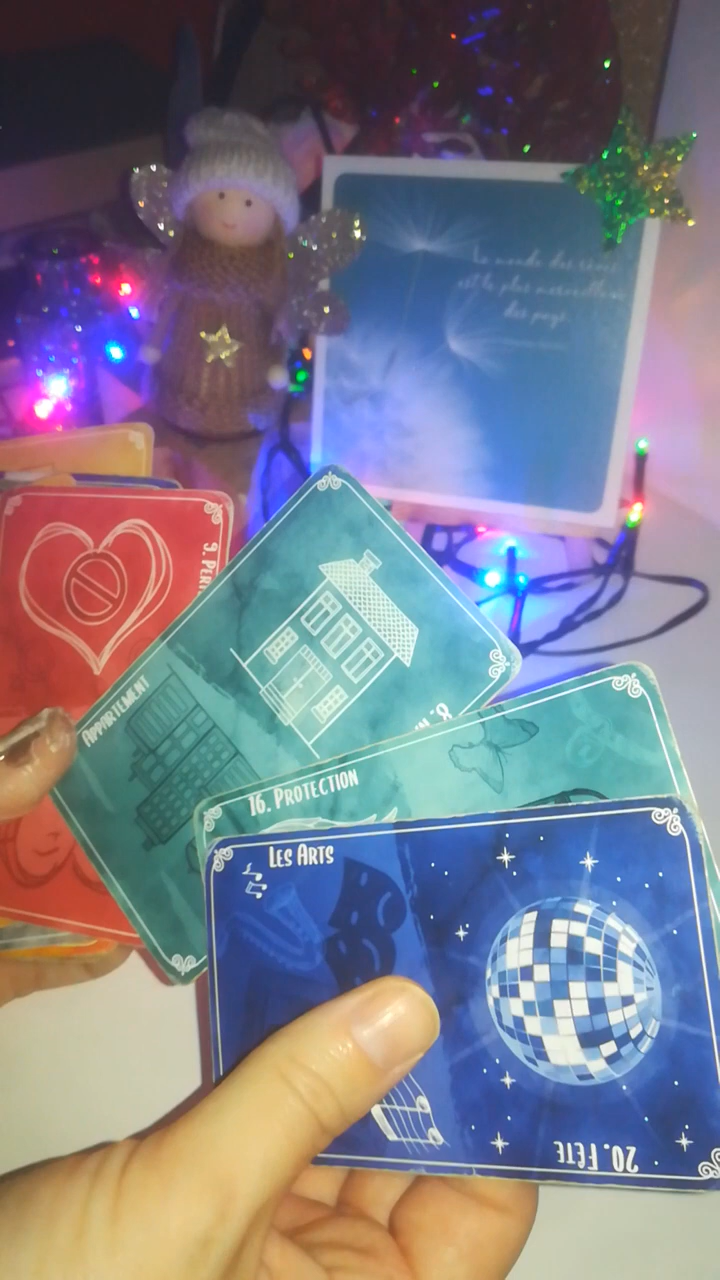 Le monde des rêves
est le plus merveilleux
des pays.
9. Per
Appartement
8.
16. Protection
Les Arts
20. Fête